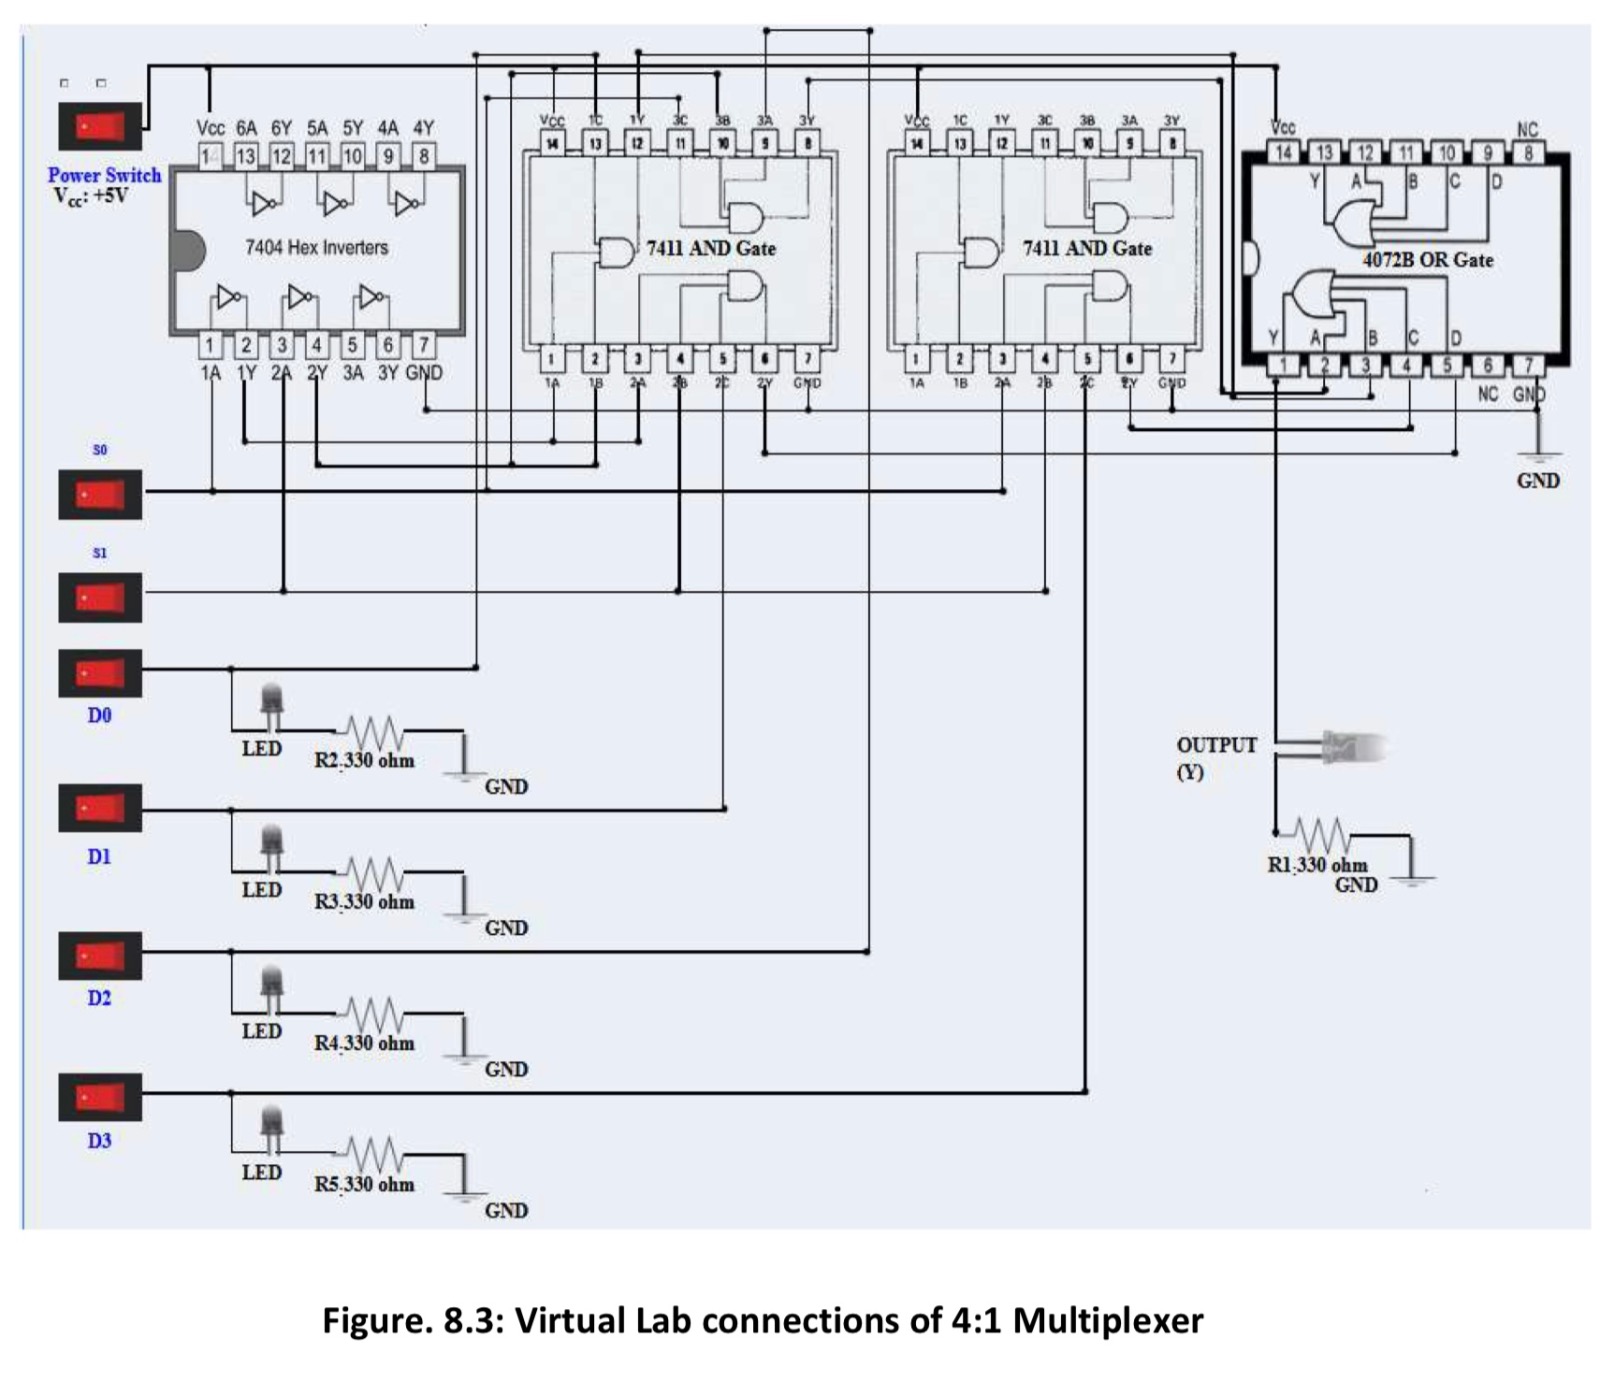 Power Switch
Vcc: +5V
Vcc 6A 6Y 5A 5Y 4A 4Y
14 13 12 11 10 9 8
7404 Hex Inverters
1 2 3 4 5 6 7
1A 1Y 2A 2Y 3A 3Y GND
VCC 1C 1Y 3C 3B 3A 3Y
14 13 12 11 10 9 8
7411 AND Gate
1 2 3 4 5 6 7
1A 1B 2A 2B 2C 2Y GND
VCC 1C 1Y 3C 3B 3A 3Y
14 13 12 11 10 9 8
7411 AND Gate
1 2 3 4 5 6 7
1A 1B 2A 2B 2C 2Y GND
Vcc NC
14 13 12 11 10 9 8
Y A B C D
4072B OR Gate
Y A B C D
1 2 3 4 5 6 7
NC GND
GND
S0
S1
D0
LED
R2.330 ohm
GND
OUTPUT
(Y)
D1
LED
R3.330 ohm
GND
R1.330 ohm
GND
D2
LED
R4.330 ohm
GND
D3
LED
R5.330 ohm
GND
Figure. 8.3: Virtual Lab connections of 4:1 Multiplexer